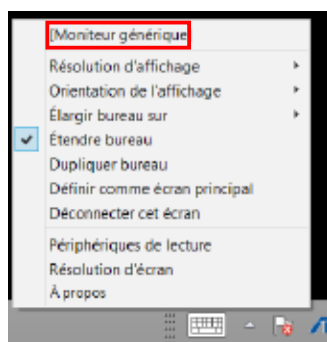 [Moniteur générique
Résolution d'affichage
Orientation de l'affichage
Élargir bureau sur
Étendre bureau
Dupliquer bureau
Définir comme écran principal
Déconnecter cet écran
Périphériques de lecture
Résolution d'écran
À propos